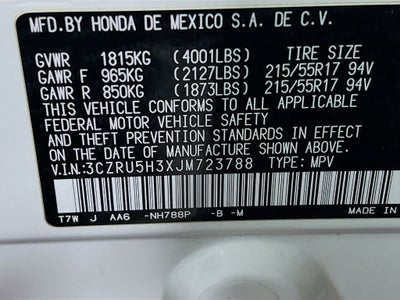 MFD.BY HONDA DE MEXICO S.A. DE C.V.
GVWR 1815KG (4001LBS) TIRE SIZE
GAWR F 965KG (2127LBS) 215/55R17 94V
GAWR R 850KG (1873LBS) 215/55R17 94V
THIS VEHICLE CONFORMS TO ALL APPLICABLE
FEDERAL MOTOR VEHICLE SAFETY, BUMPER,
AND THEFT PREVENTION STANDARDS IN EFFECT
ON THE DATE OF MANUFACTURE SHOWN ABOVE.
V.I.N.:3CZRU5H3XJM723788 TYPE: MPV
T7W J AA6 -NH788P -B -M